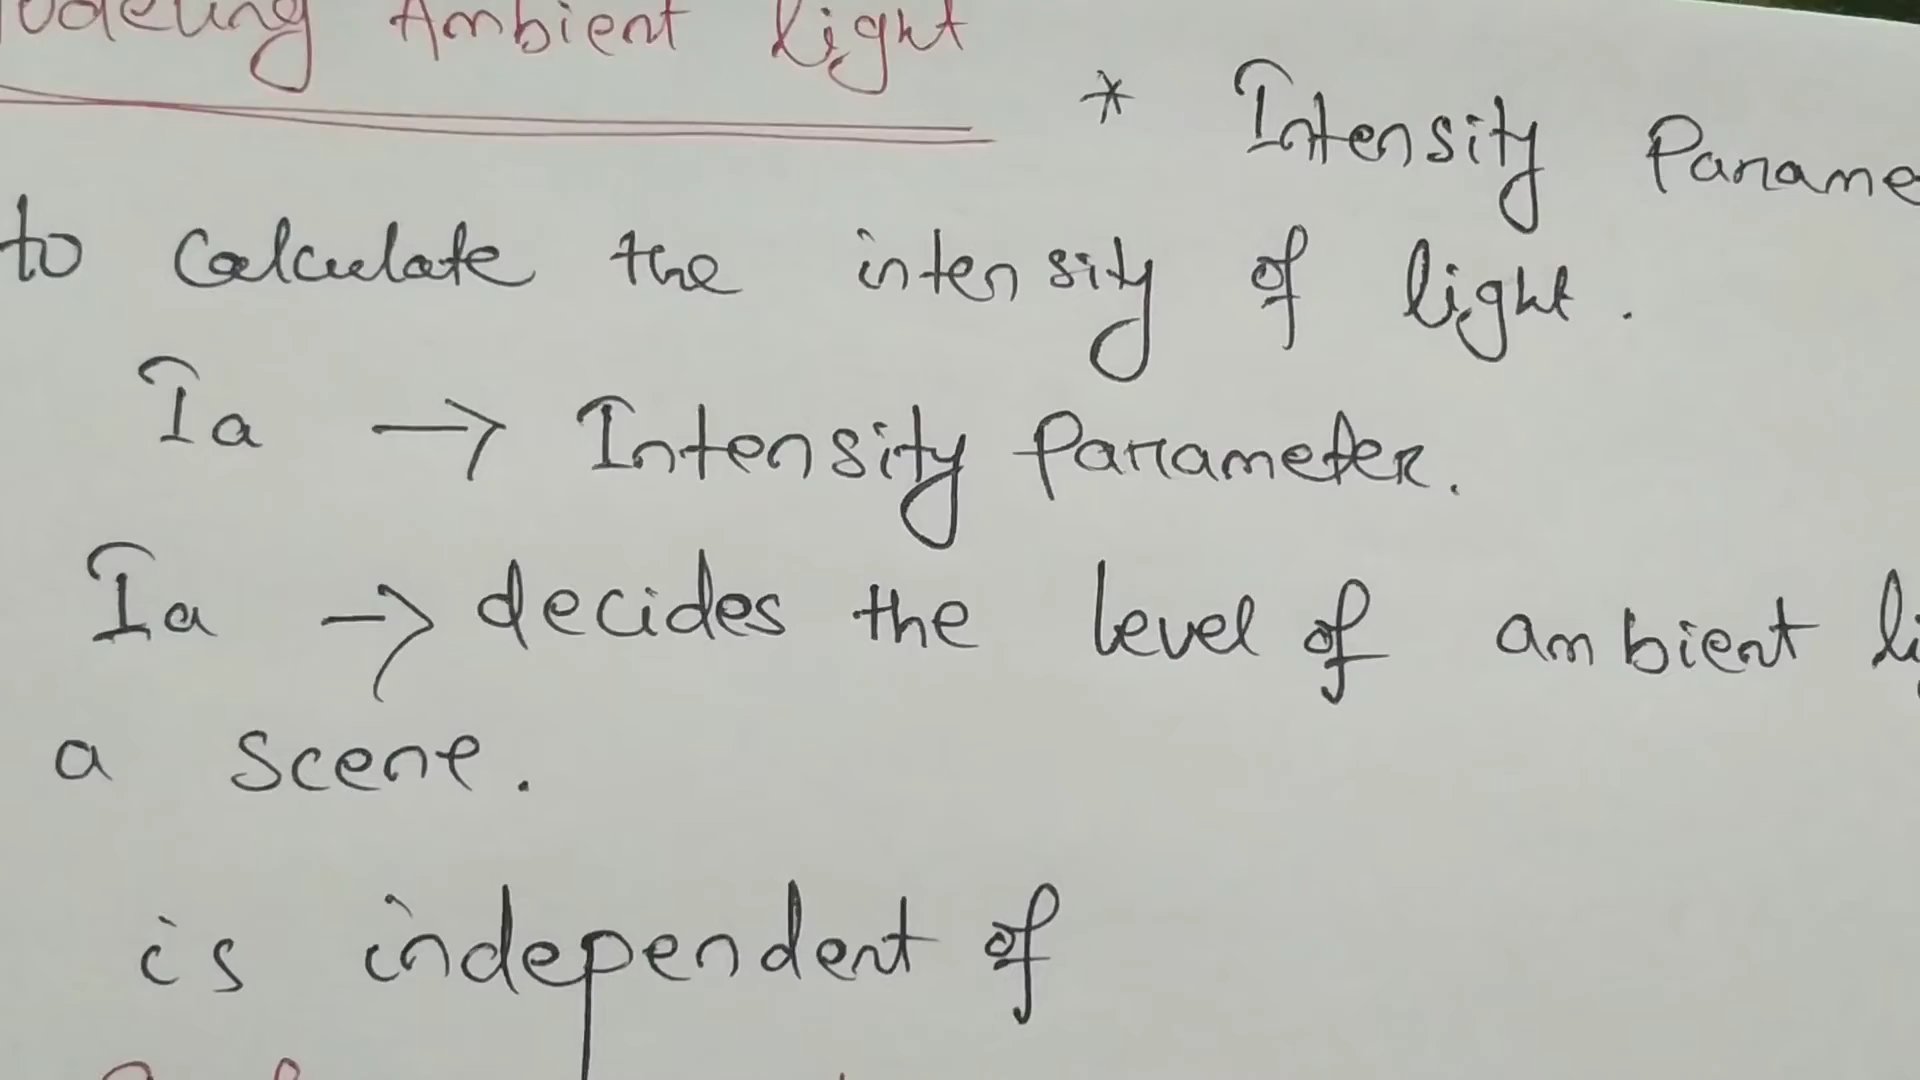 Ambient light
* Intensity
to calculate the intensity of light.
Ia → Intensity Parameter.
Ia → decides the level of ambient
a scene.
is independent of